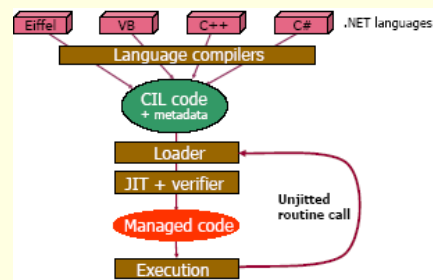 Eiffel VB C++ C# .NET languages
Language compilers
CIL code
+ metadata
Loader
JIT + verifier
Unjitted
routine call
Managed code
Execution